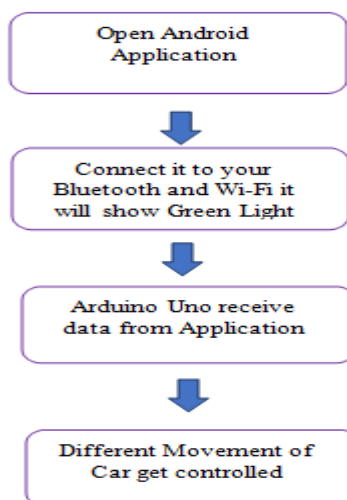 Open Android
Application
Connect it to your
Bluetooth and Wi-Fi it
will show Green Light
Arduino Uno receive
data from Application
Different Movement of
Car get controlled